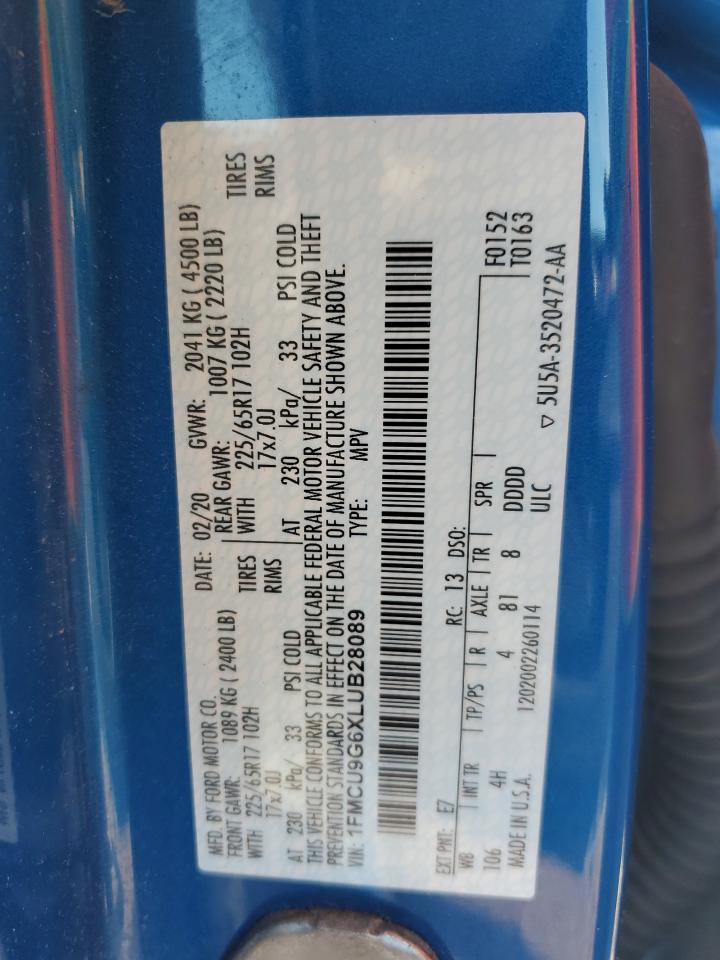 MFD. BY FORD MOTOR CO.
DATE: 02/20 GVWR: 2041 KG ( 4500 LB)
FRONT GAWR: 1089 KG ( 2400 LB) REAR GAWR: 1007 KG ( 2220 LB)
WITH 225/65R17 102H TIRES WITH 225/65R17 102H TIRES
17x7.0J RIMS 17x7.0J RIMS
AT 230 kPa/ 33 PSI COLD AT 230 kPa/ 33 PSI COLD
THIS VEHICLE CONFORMS TO ALL APPLICABLE FEDERAL MOTOR VEHICLE SAFETY AND THEFT
PREVENTION STANDARDS IN EFFECT ON THE DATE OF MANUFACTURE SHOWN ABOVE.
VIN: 1FMCU9G6XLUB28089 TYPE: MPV
EXT PNT: E7 RC: 13 DSO:
WB INT TR TP/PS R AXLE TR SPR F0152
106 4H 4 81 8 DDDD T0163
MADE IN U.S.A. 1202002260114 ULC ▽ 5U5A-3520472-AA